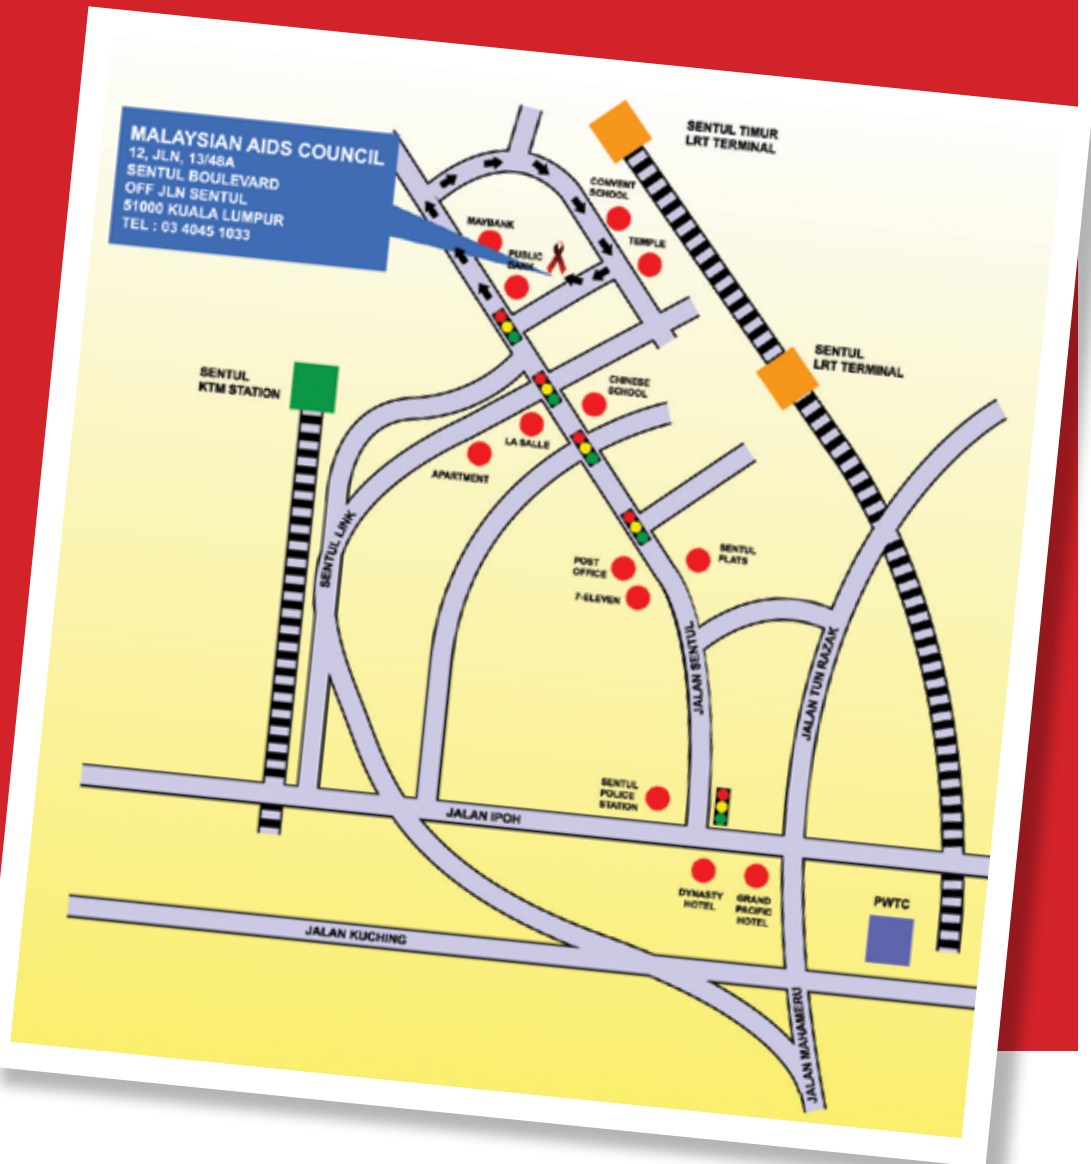 MALAYSIAN AIDS COUNCIL
12, JLN, 13/48A
SENTUL BOULEVARD
OFF JLN SENTUL
51000 KUALA LUMPUR
TEL : 03 4045 1033
SENTUL TIMUR
LRT TERMINAL
CONVENT
SCHOOL
MAYBANK
TEMPLE
PUBLIC
BANK
SENTUL
LRT TERMINAL
SENTUL
KTM STATION
CHINESE
SCHOOL
LA SALLE
APARTMENT
SENTUL LINK
POST
OFFICE
SENTUL
FLATS
7-ELEVEN
JALAN SENTUL
JALAN TUN RAZAK
SENTUL
POLICE
STATION
JALAN IPOH
DYNASTY
HOTEL
GRAND
PACIFIC
HOTEL
PWTC
JALAN KUCHING
JALAN MAHAMERU